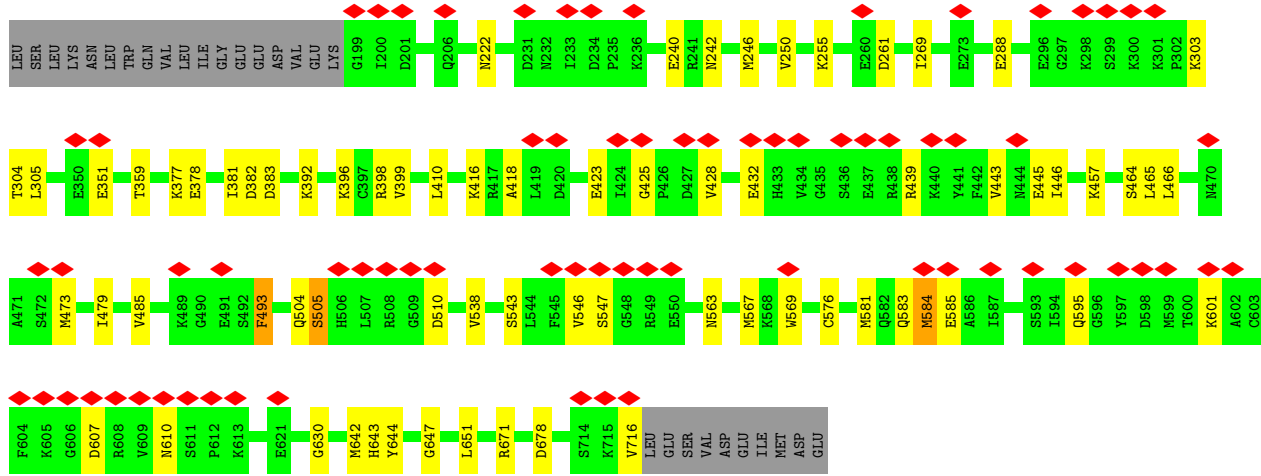 LEU SER LEU LYS ASN LEU TRP GLN VAL LEU ILE GLY GLU GLU ASP VAL GLU LYS G199 I200 D201 Q206 N222 D231 N232 I233 D234 P235 K236 E240 R241 N242 M246 V250 K255 E260 D261 I269 E273 E288 E296 G297 K298 S299 K300 K301 P302 K303
T304 L305 E350 E351 T359 K377 E378 I381 D382 D383 K392 K396 C397 R398 V399 L410 K416 R417 A418 L419 D420 E423 I424 G425 P426 D427 V428 E432 H433 V434 G435 S436 E437 R438 R439 K440 Y441 F442 V443 N444 E445 I446 K457 S464 L465 L466 N470
A471 S472 M473 I479 V485 K489 G490 E491 S492 F493 Q504 S505 H506 L507 R508 G509 D510 V538 S543 L544 F545 V546 S547 G548 R549 E550 N563 M567 K568 W569 C576 M581 Q582 Q583 M584 E585 A586 I587 S593 I594 Q595 G596 Y597 D598 M599 T600 K601 A602 C603
F604 K605 G606 D607 R608 V609 N610 S611 P612 K613 E621 G630 M642 H643 Y644 G647 L651 R671 D678 S714 K715 V716 LEU GLU SER VAL ASP GLU ILE MET ASP GLU